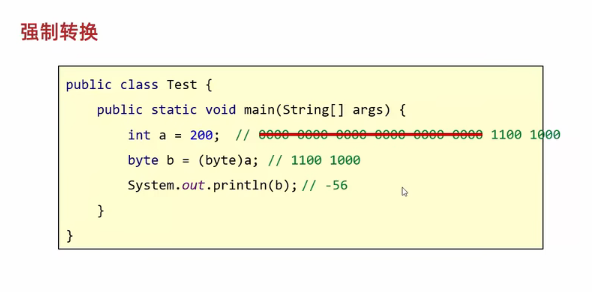 强制转换
public class Test {
public static void main(String[] args) {
int a = 200; // 0000 0000 0000 0000 0000 0000 1100 1000
byte b = (byte)a; // 1100 1000
System.out.println(b); // -56
}
}